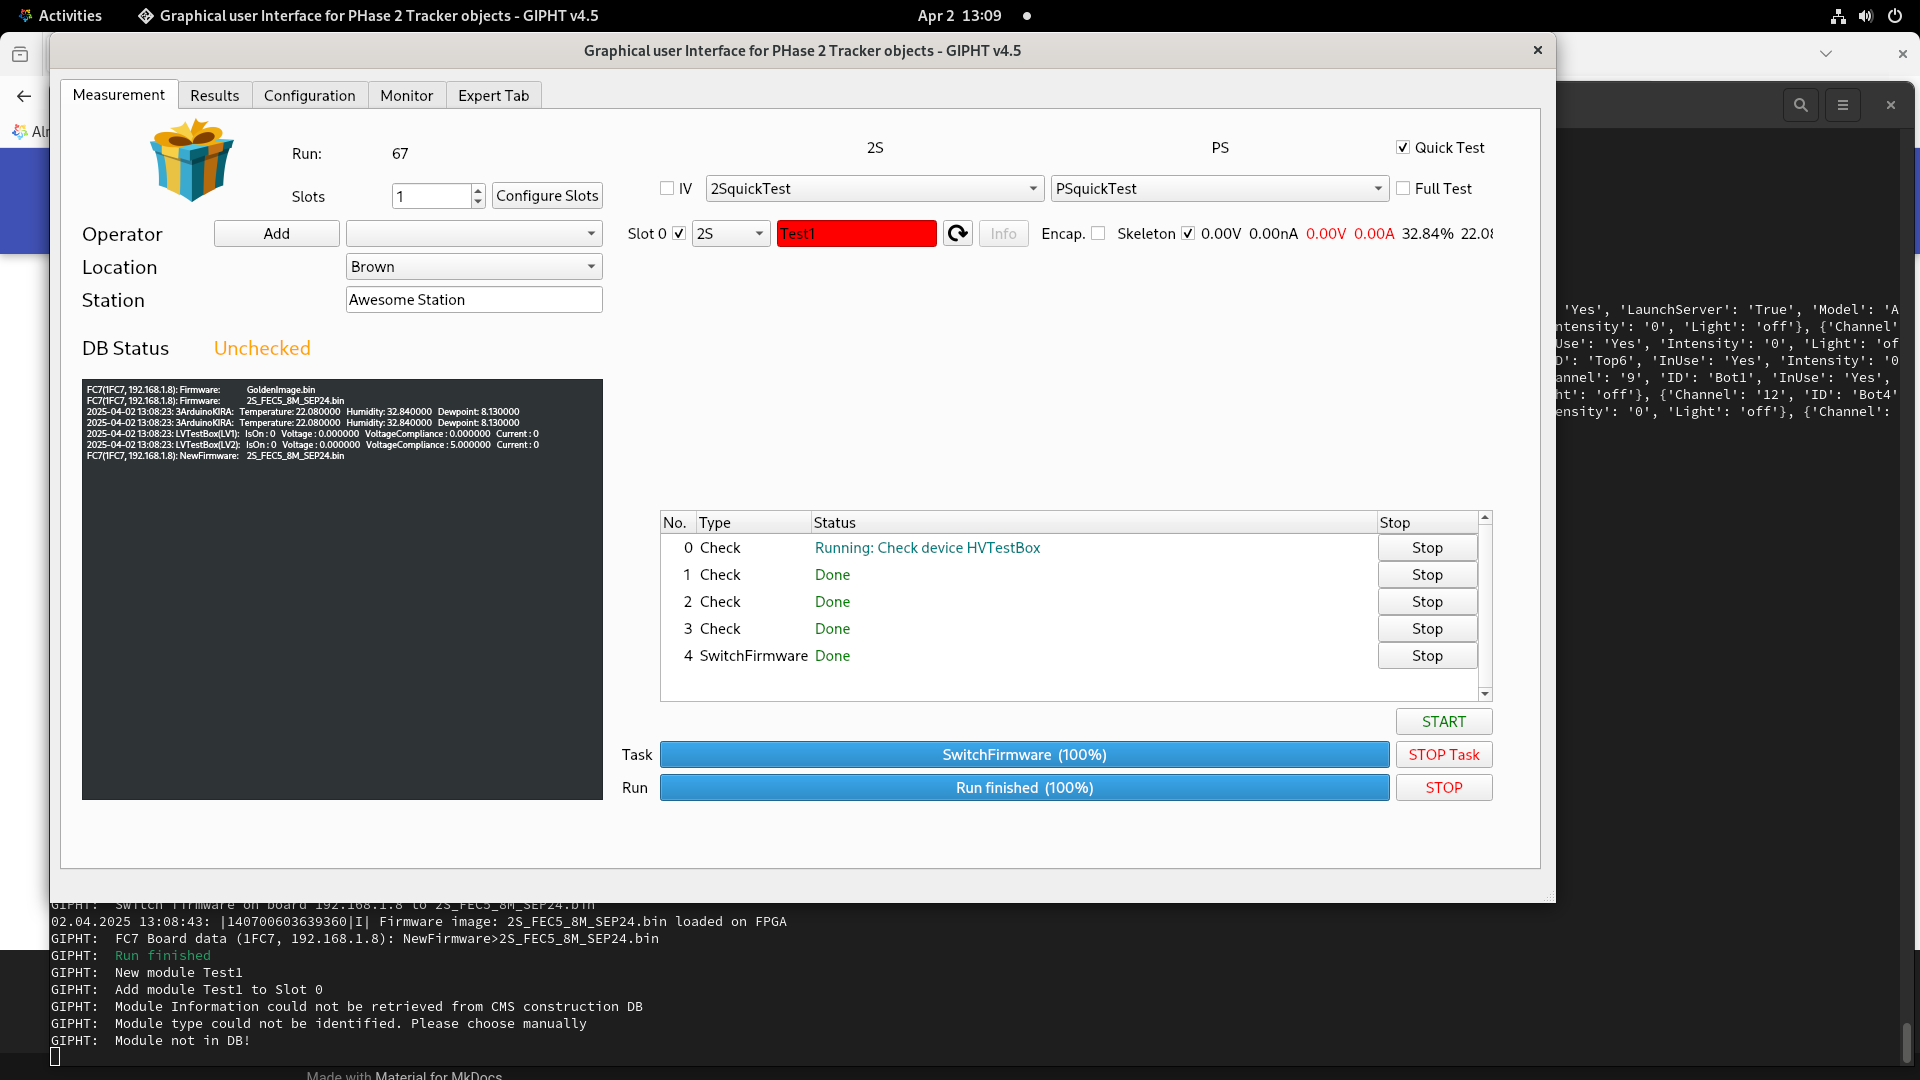 Activities
Graphical user Interface for PHase 2 Tracker objects - GIPHT v4.5
Apr 2 13:09
Graphical user Interface for PHase 2 Tracker objects - GIPHT v4.5
Measurement
Results
Configuration
Monitor
Expert Tab
Run:
67
2S
PS
Quick Test
Slots
1
Configure Slots
IV
2SquickTest
PSquickTest
Full Test
Operator
Add
Slot 0
2S
Test1
Info
Encap.
Skeleton
0.00V 0.00nA 0.00V 0.00A 32.84%
Location
Brown
Station
Awesome Station
DB Status
Unchecked
FC7(1FC7, 192.168.1.8): Firmware: GoldenImage.bin
FC7(1FC7, 192.168.1.8): Firmware: 2S_FEC5_8M_SEP24.bin
2025-04-02 13:08:23: 3ArduinoKIRA: Temperature: 22.080000 Humidity: 32.840000 Dewpoint: 8.130000
2025-04-02 13:08:23: 3ArduinoKIRA: Temperature: 22.080000 Humidity: 32.840000 Dewpoint: 8.130000
2025-04-02 13:08:23: LVTestBox(LV1): IsOn : 0 Voltage : 0.000000 VoltageCompliance : 0.000000 Current : 0
2025-04-02 13:08:23: LVTestBox(LV2): IsOn : 0 Voltage : 0.000000 VoltageCompliance : 5.000000 Current : 0
FC7(1FC7, 192.168.1.8): NewFirmware: 2S_FEC5_8M_SEP24.bin
'Yes', 'LaunchServer': 'True', 'Model': 'A
ntensity': '0', 'Light': 'off'}, {'Channel'
Use': 'Yes', 'Intensity': '0', 'Light': 'of
D': 'Top6', 'InUse': 'Yes', 'Intensity': '0
annel': '9', 'ID': 'Bot1', 'InUse': 'Yes',
ht': 'off'}, {'Channel': '12', 'ID': 'Bot4'
ensity': '0', 'Light': 'off'}, {'Channel':
No. Type Status Stop
0 Check Running: Check device HVTestBox Stop
1 Check Done Stop
2 Check Done Stop
3 Check Done Stop
4 SwitchFirmware Done Stop
START
Task
SwitchFirmware (100%)
STOP Task
Run
Run finished (100%)
STOP
GIPHT: Switch firmware on board 192.168.1.8 to 2S_FEC5_8M_SEP24.bin
02.04.2025 13:08:43: |140700603639360|I| Firmware image: 2S_FEC5_8M_SEP24.bin loaded on FPGA
GIPHT: FC7 Board data (1FC7, 192.168.1.8): NewFirmware>2S_FEC5_8M_SEP24.bin
GIPHT: Run finished
GIPHT: New module Test1
GIPHT: Add module Test1 to Slot 0
GIPHT: Module Information could not be retrieved from CMS construction DB
GIPHT: Module type could not be identified. Please choose manually
GIPHT: Module not in DB!
Made with Material for MkDocs